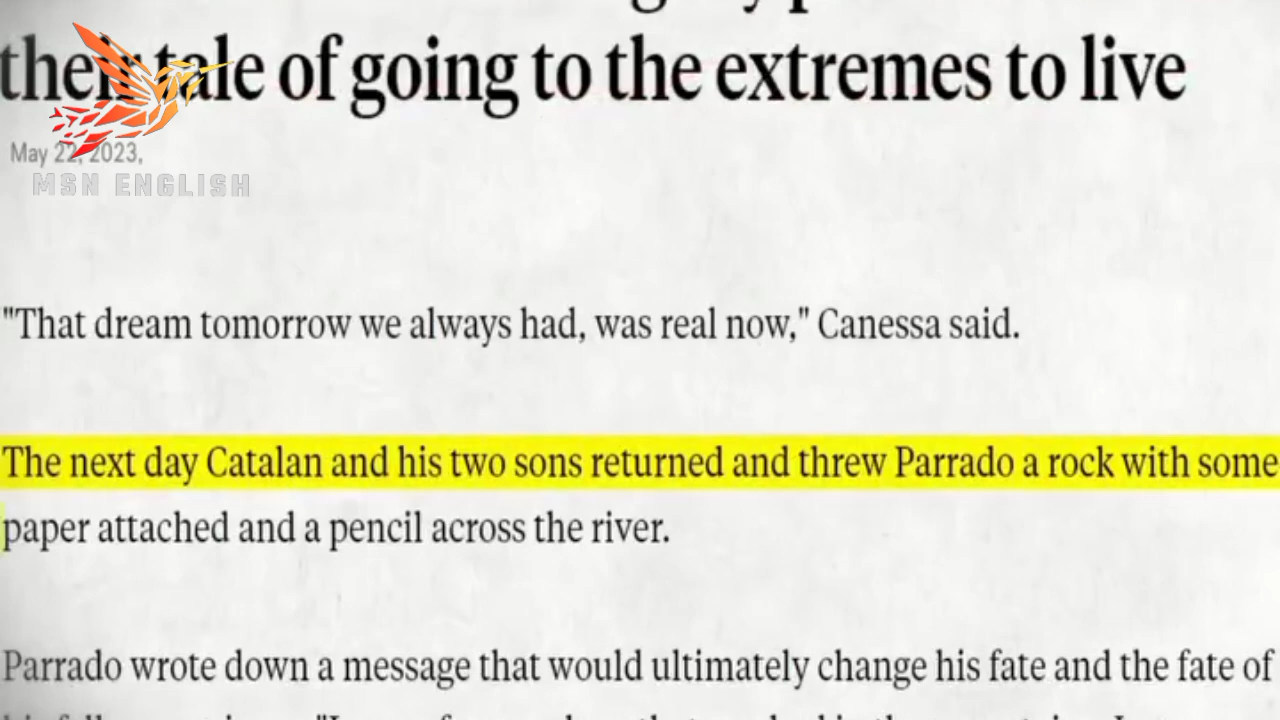 their tale of going to the extremes to live
May 22, 2023,
MSN ENGLISH
"That dream tomorrow we always had, was real now," Canessa said.
The next day Catalan and his two sons returned and threw Parrado a rock with some
paper attached and a pencil across the river.
Parrado wrote down a message that would ultimately change his fate and the fate of